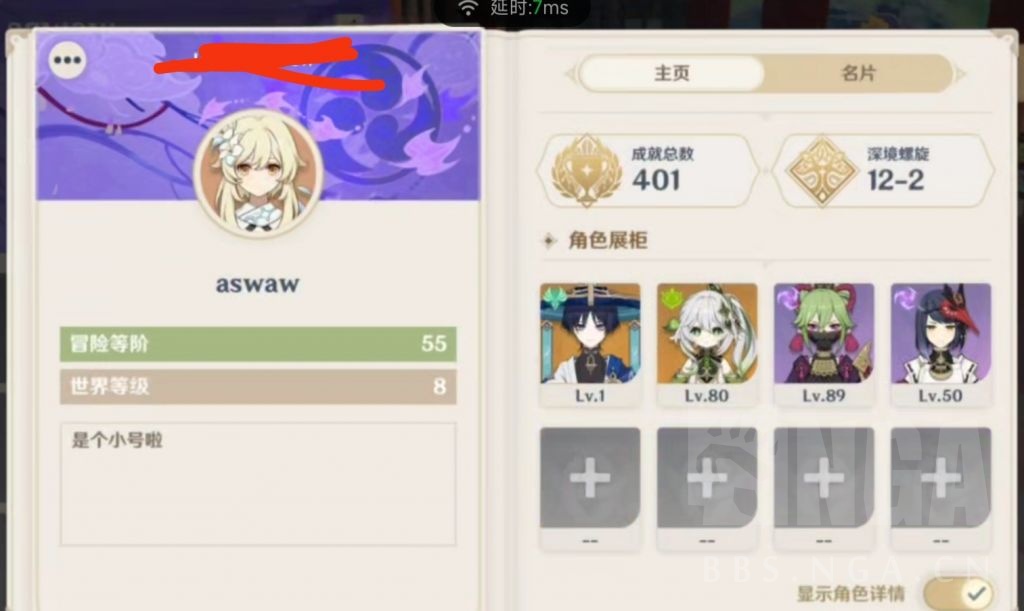 延时:7ms
主页
名片
成就总数
401
深境螺旋
12-2
角色展柜
aswaw
冒险等阶
55
世界等级
8
是个小号啦
Lv.1
Lv.80
Lv.89
Lv.50
--
--
--
--
显示角色详情
NGA
BBS.NGA.CN